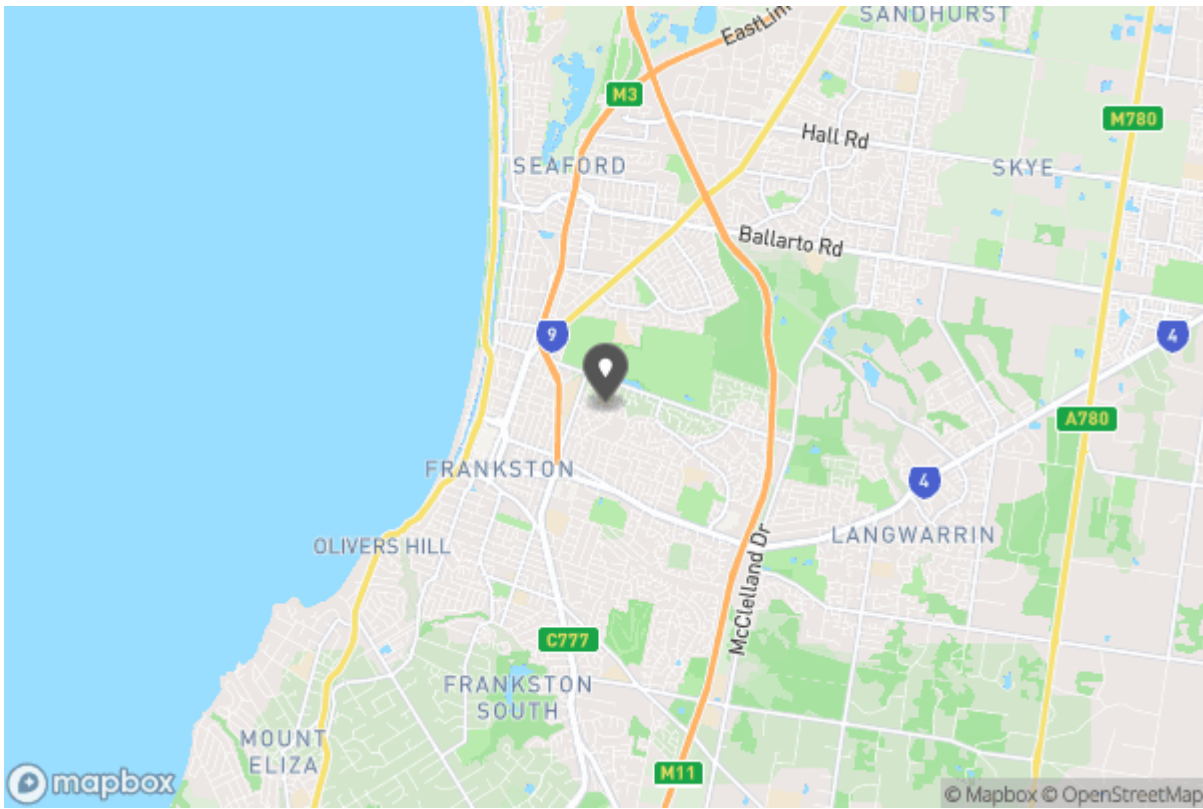 SANDHURST
EastLin
M3
M780
Hall Rd
SEAFORD
SKYE
Ballarto Rd
9
4
A780
FRANKSTON
4
OLIVERS HILL
LANGWARRIN
McClelland Dr
C777
FRANKSTON
SOUTH
MOUNT
ELIZA
M11
mapbox
© Mapbox © OpenStreetMap